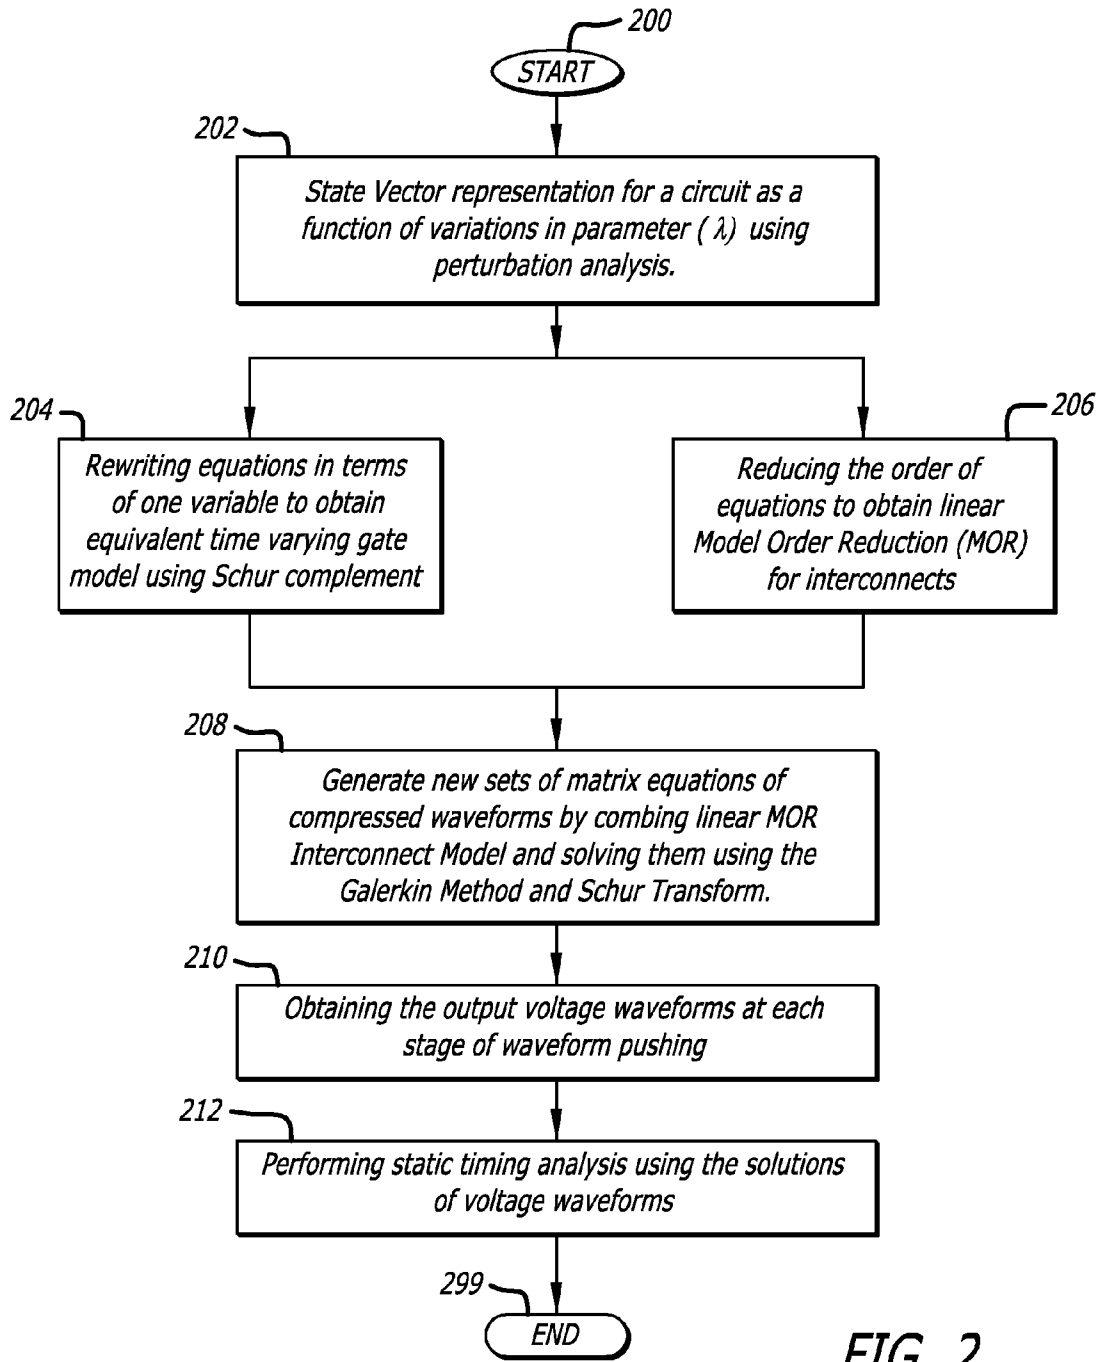 200
START
202
State Vector representation for a circuit as a
function of variations in parameter ( λ) using
perturbation analysis.
204
Rewriting equations in terms
of one variable to obtain
equivalent time varying gate
model using Schur complement
206
Reducing the order of
equations to obtain linear
Model Order Reduction (MOR)
for interconnects
208
Generate new sets of matrix equations of
compressed waveforms by combing linear MOR
Interconnect Model and solving them using the
Galerkin Method and Schur Transform.
210
Obtaining the output voltage waveforms at each
stage of waveform pushing
212
Performing static timing analysis using the solutions
of voltage waveforms
299
END
FIG. 2